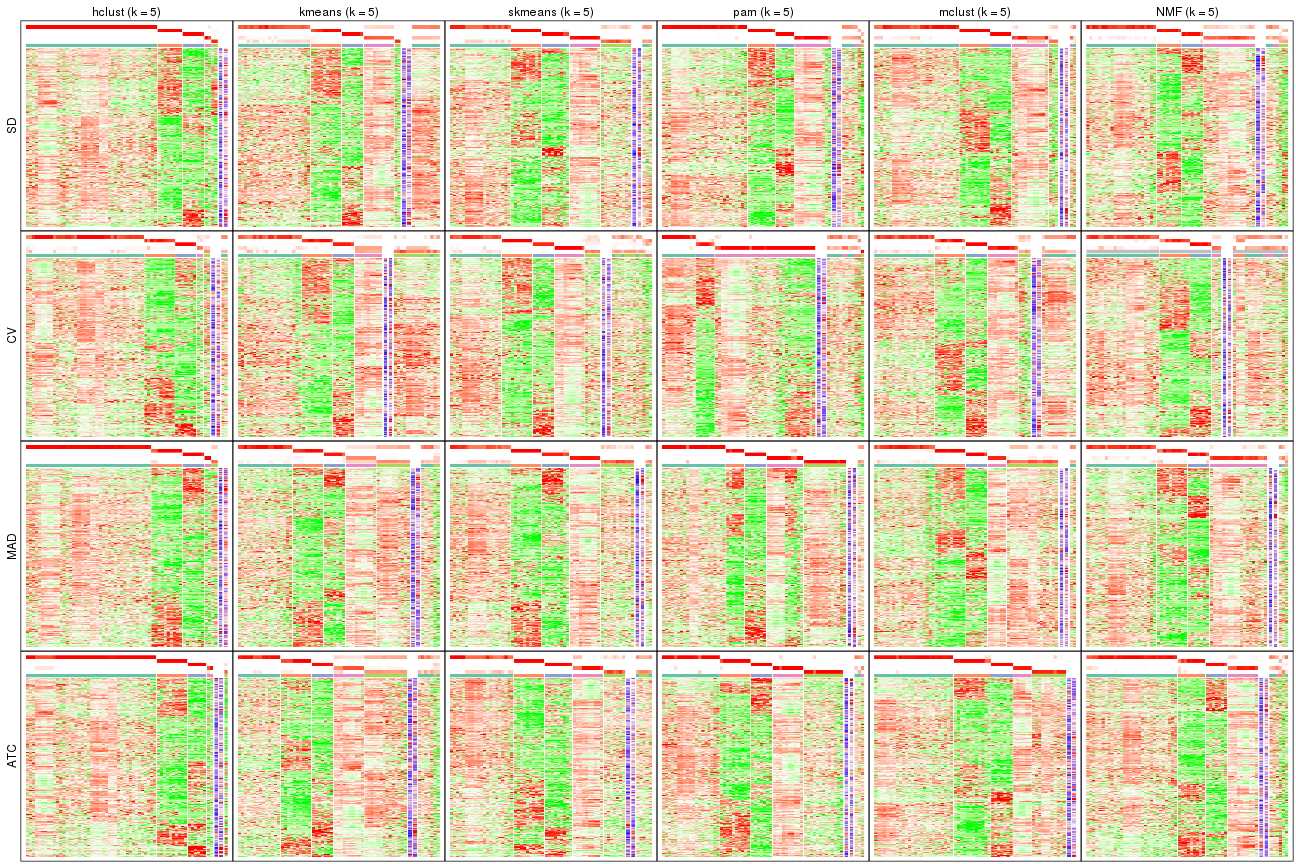 hclust (k = 5) kmeans (k = 5) skmeans (k = 5) pam (k = 5) mclust (k = 5) NMF (k = 5)
SD
CV
MAD
ATC